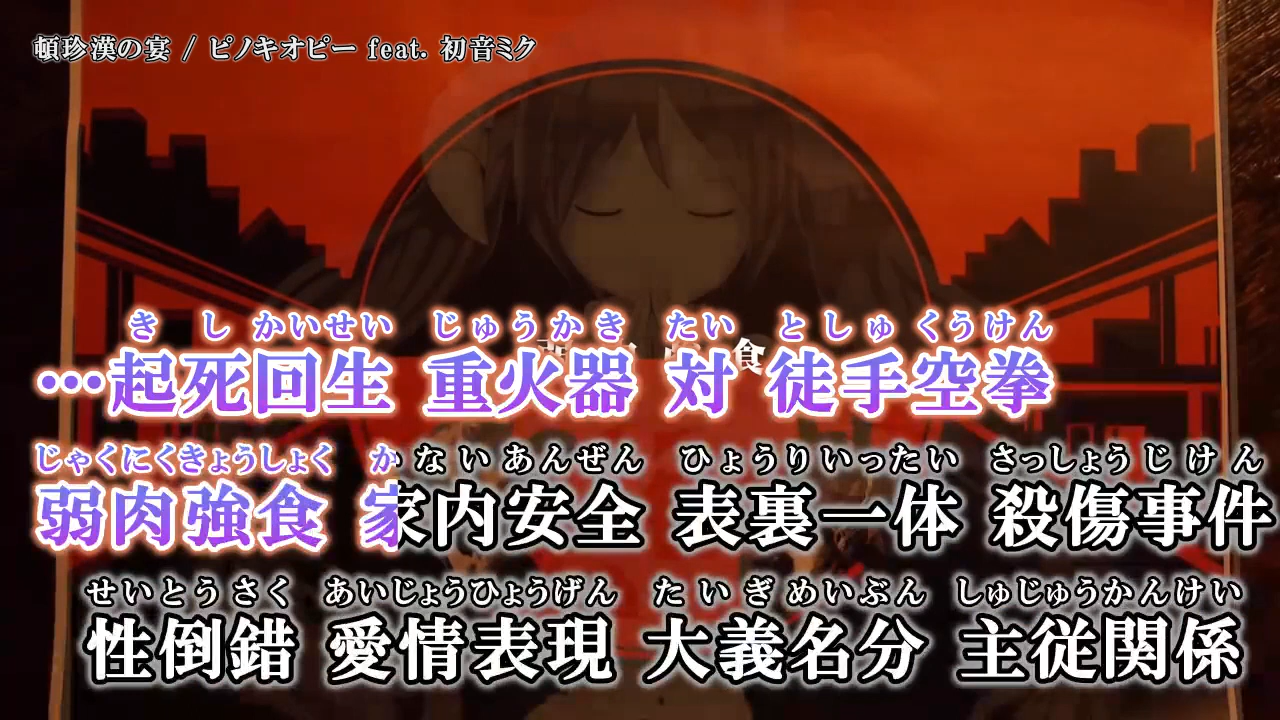 頓珍漢の宴 / ピノキオピー feat. 初音ミク
き し かいせい じゅうかき たい としゅくうけん
…起死回生 重火器 対 徒手空拳
じゃくにくきょうしょく かないあんぜん ひょうりいったい さっしょうじけん
弱肉強食 家内安全 表裏一体 殺傷事件
せいとうさく あいじょうひょうげん たいぎめいぶん しゅじゅうかんけい
性倒錯 愛情表現 大義名分 主従関係
食